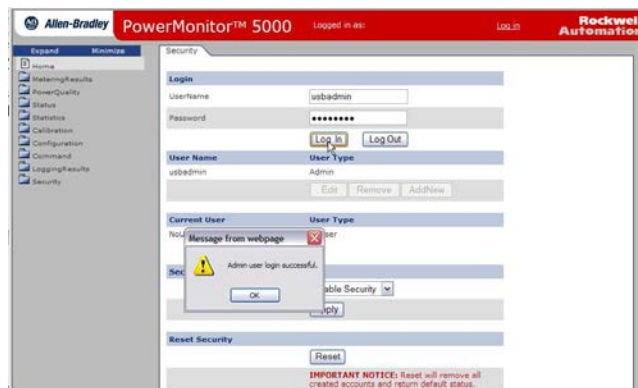 Allen-Bradley PowerMonitor™ 5000 Logged in as: Log in Rockwell Automation
Expand Minimize
Home
MeteringResults
PowerQuality
Status
Statistics
Calibration
Configuration
Command
LoggingResults
Security
Security
Login
UserName usbadmin
Password ••••••••
Log In Log Out
User Name User Type
usbadmin Admin
Edit Remove AddNew
Current User User Type
Message from webpage
Admin user login successful.
OK
able Security
Reset Security
Reset
IMPORTANT NOTICE: Reset will remove all
created accounts and return default status.